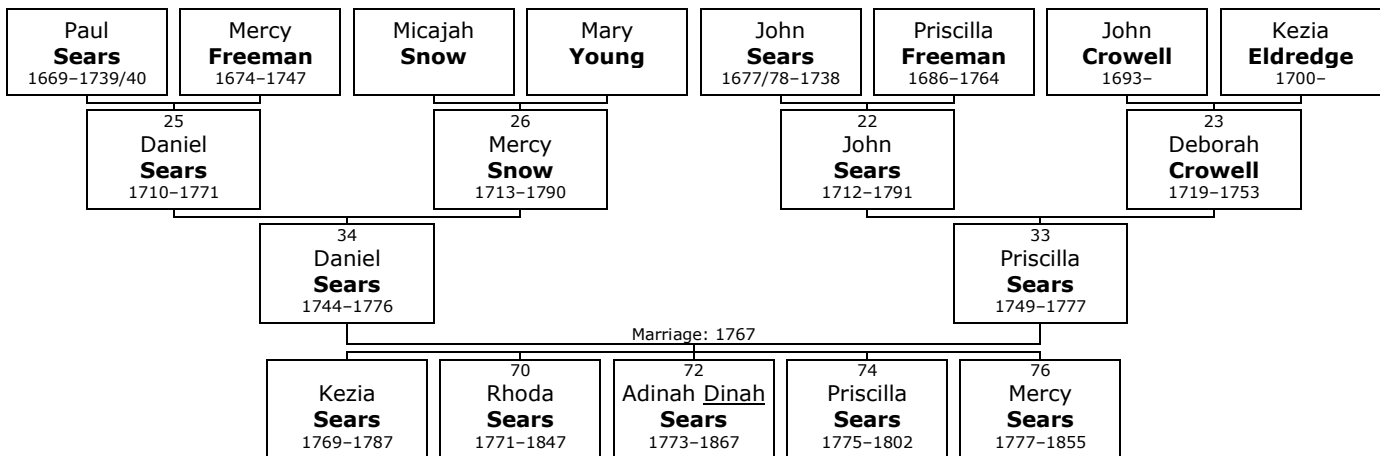 Paul
Sears
1669–1739/40
Mercy
Freeman
1674–1747
Micajah
Snow
Mary
Young
John
Sears
1677/78–1738
Priscilla
Freeman
1686–1764
John
Crowell
1693–
Kezia
Eldredge
1700–
25
Daniel
Sears
1710–1771
26
Mercy
Snow
1713–1790
22
John
Sears
1712–1791
23
Deborah
Crowell
1719–1753
34
Daniel
Sears
1744–1776
33
Priscilla
Sears
1749–1777
Marriage: 1767
Kezia
Sears
1769–1787
70
Rhoda
Sears
1771–1847
72
Adinah Dinah
Sears
1773–1867
74
Priscilla
Sears
1775–1802
76
Mercy
Sears
1777–1855